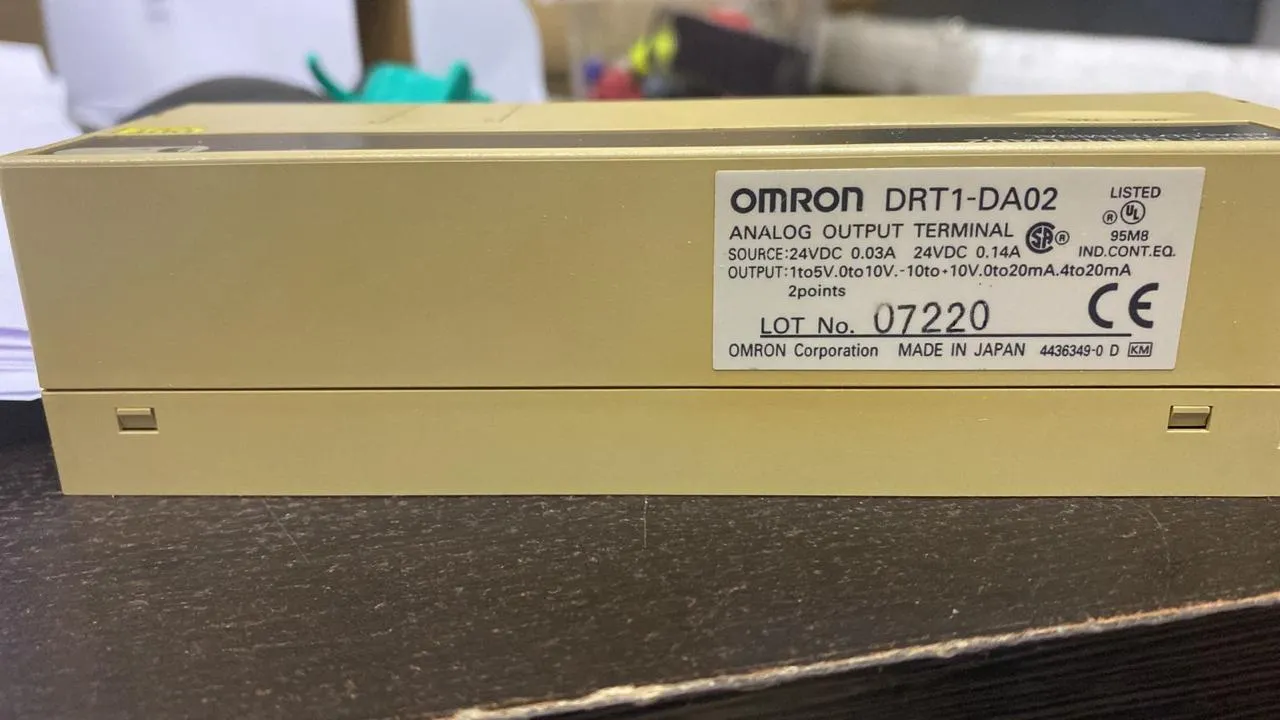 OMRON DRT1-DA02
ANALOG OUTPUT TERMINAL
SOURCE:24VDC 0.03A 24VDC 0.14A
OUTPUT:1to5V.0to10V.-10to+10V.0to20mA.4to20mA
2points
LOT No. 07220
OMRON Corporation MADE IN JAPAN 4436349-0 D KM
LISTED
® UL
SA ®
95M8
IND.CONT.EQ.
CE